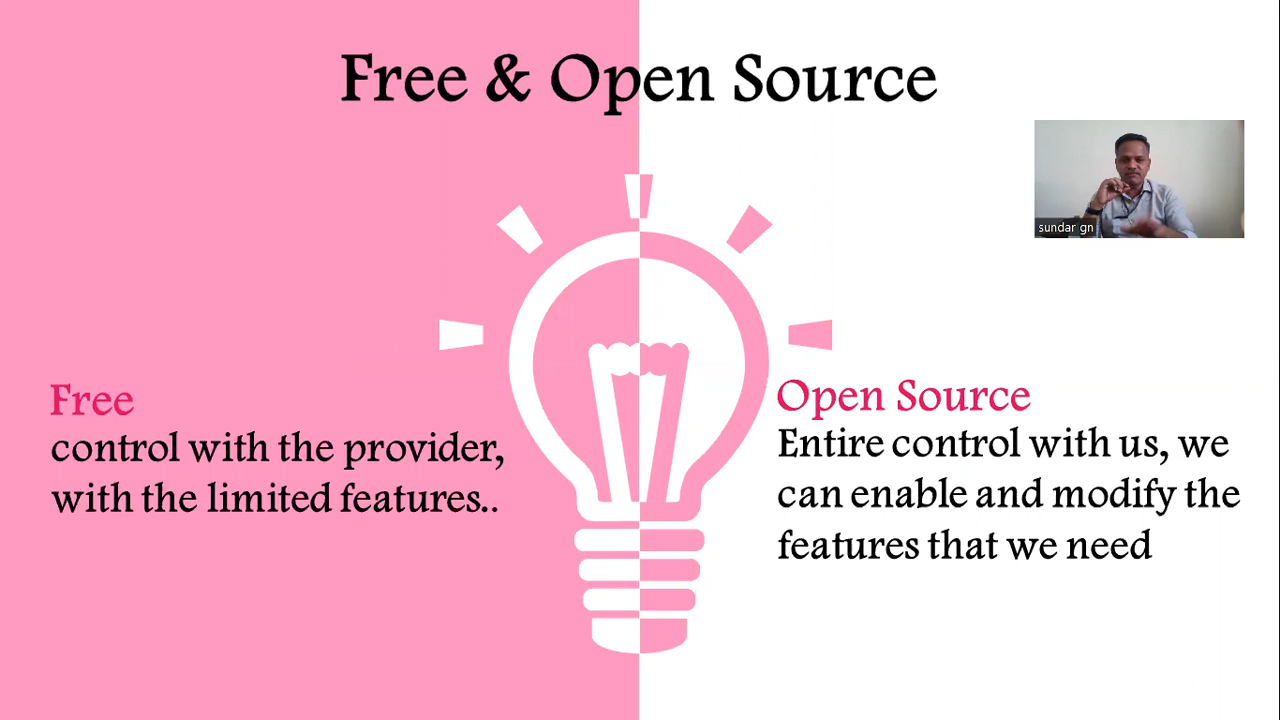 Free & Open Source
sundar gn
Free
control with the provider,
with the limited features..
Open Source
Entire control with us, we
can enable and modify the
features that we need